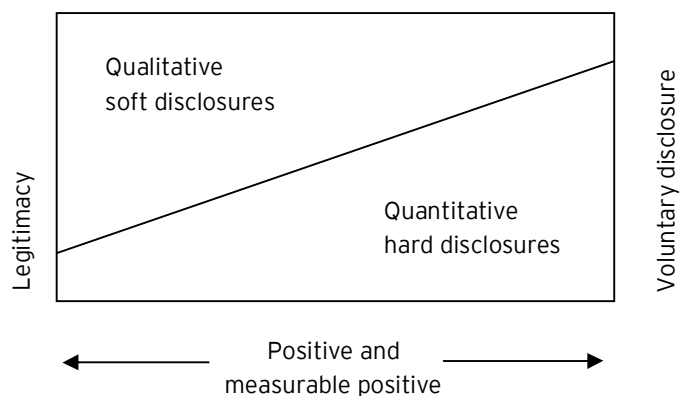 Qualitative
soft disclosures
Legitimacy
Quantitative
hard disclosures
Voluntary disclosure
Positive and
measurable positive